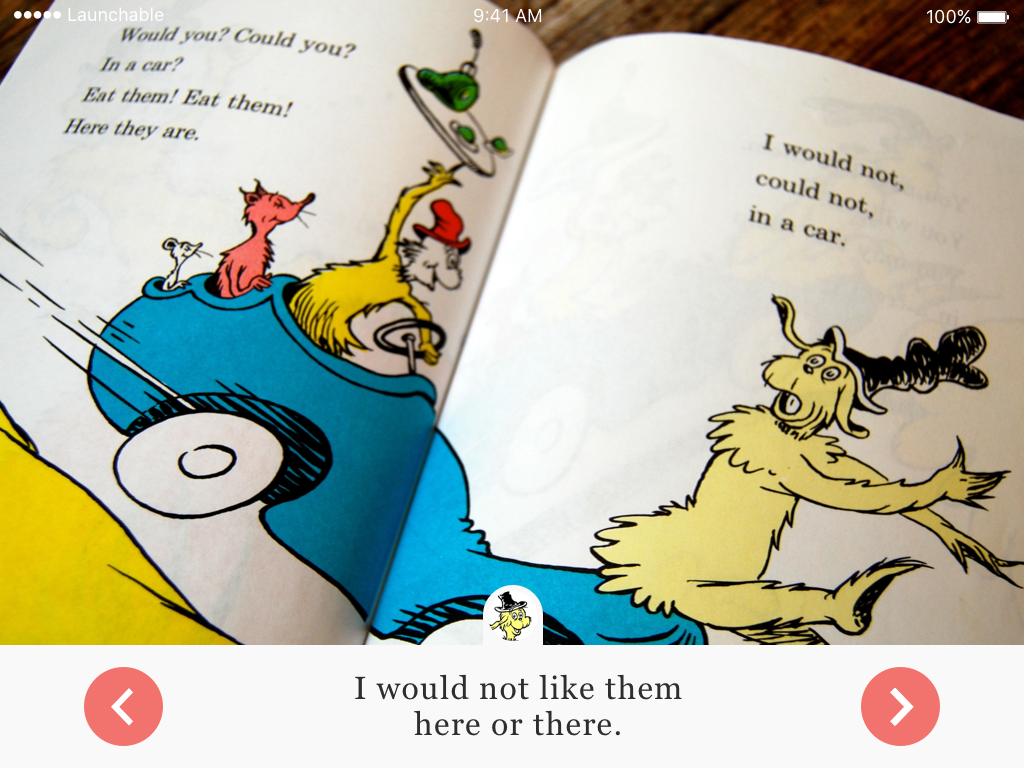 Launchable
9:41 AM
100%
Would you? Could you?
In a car?
Eat them! Eat them!
Here they are.
I would not,
could not,
in a car.
I would not like them
here or there.